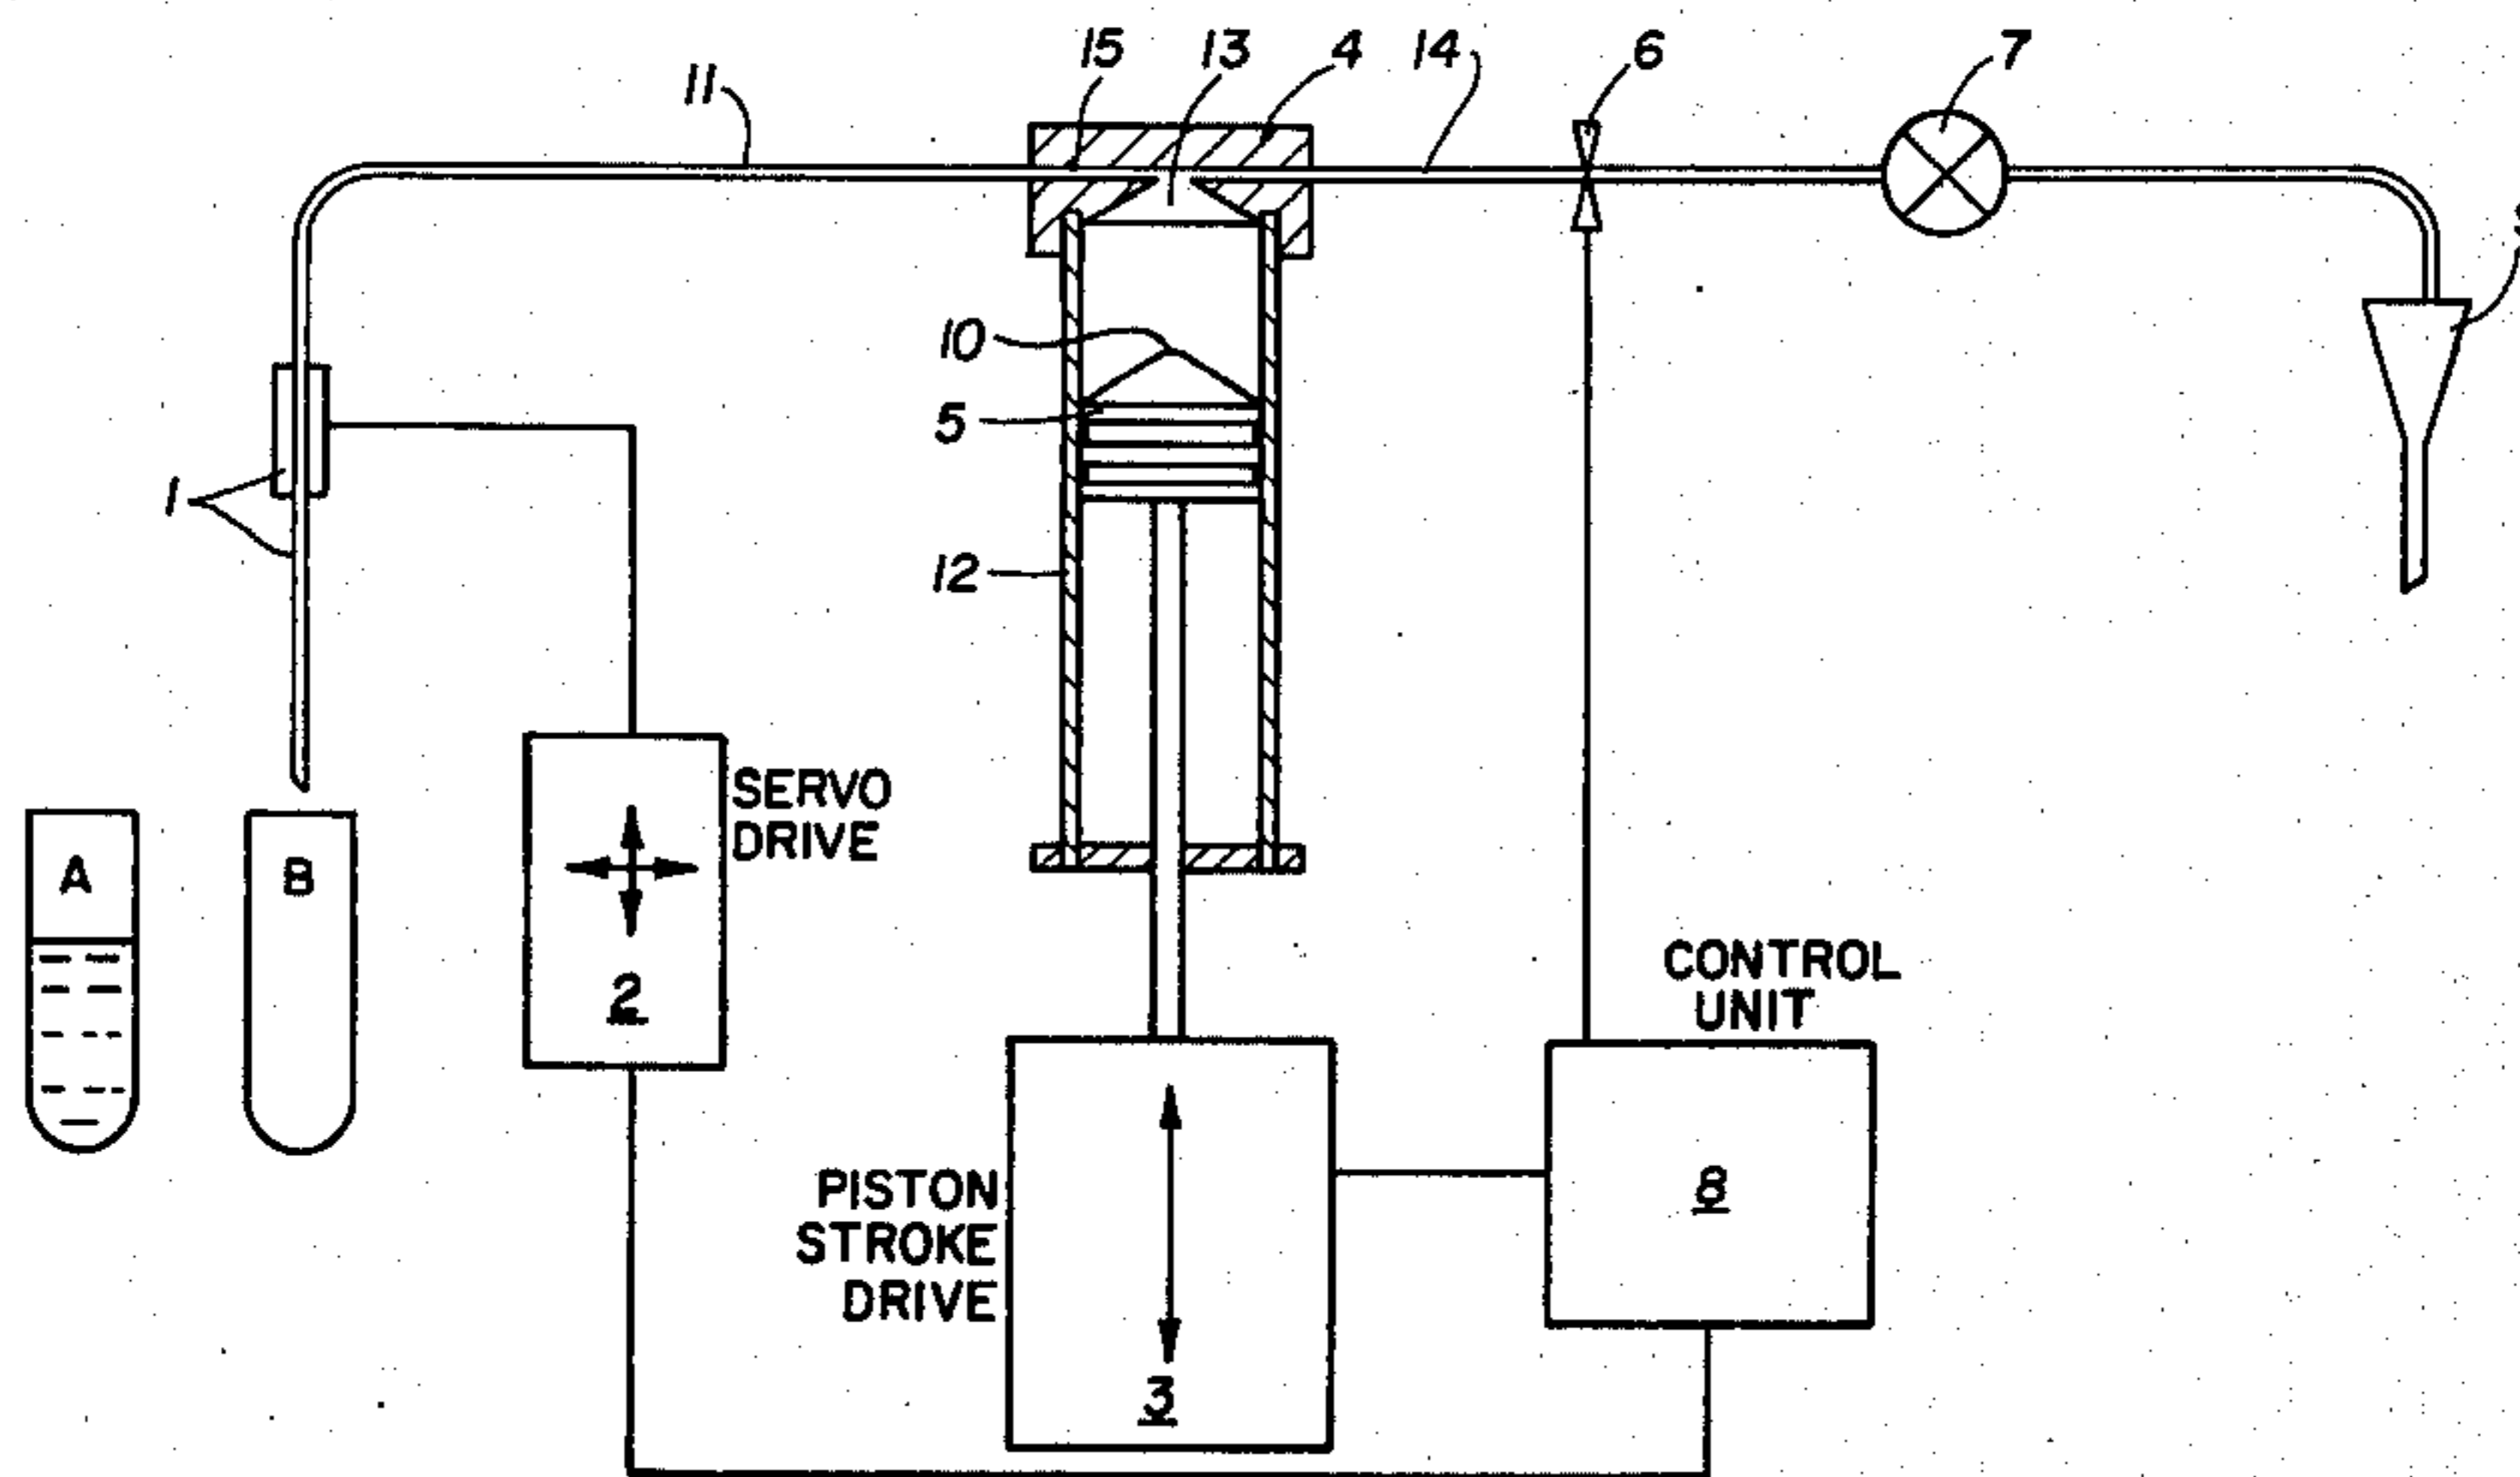 15 13 4 14 6 7
11
10
5
1
12
SERVO
DRIVE
A
B
2
CONTROL
UNIT
PISTON
STROKE
DRIVE
8
3